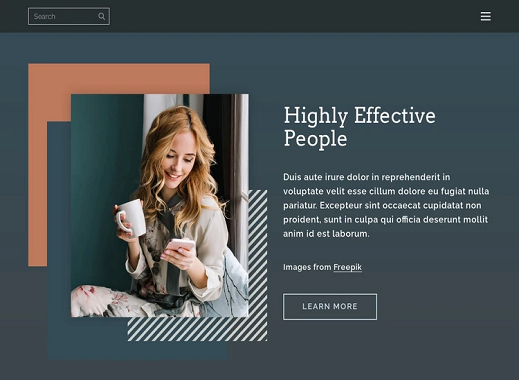 Search
Highly Effective
People
Duis aute irure dolor in reprehenderit in
voluptate velit esse cillum dolore eu fugiat nulla
pariatur. Excepteur sint occaecat cupidatat non
proident, sunt in culpa qui officia deserunt mollit
anim id est laborum.
Images from Freepik
LEARN MORE